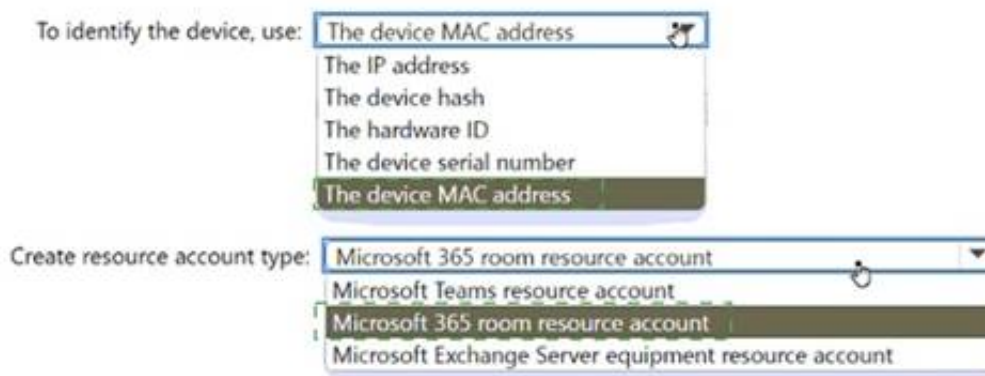 To identify the device, use: The device MAC address
The IP address
The device hash
The hardware ID
The device serial number
The device MAC address
Create resource account type: Microsoft 365 room resource account
Microsoft Teams resource account
Microsoft 365 room resource account
Microsoft Exchange Server equipment resource account